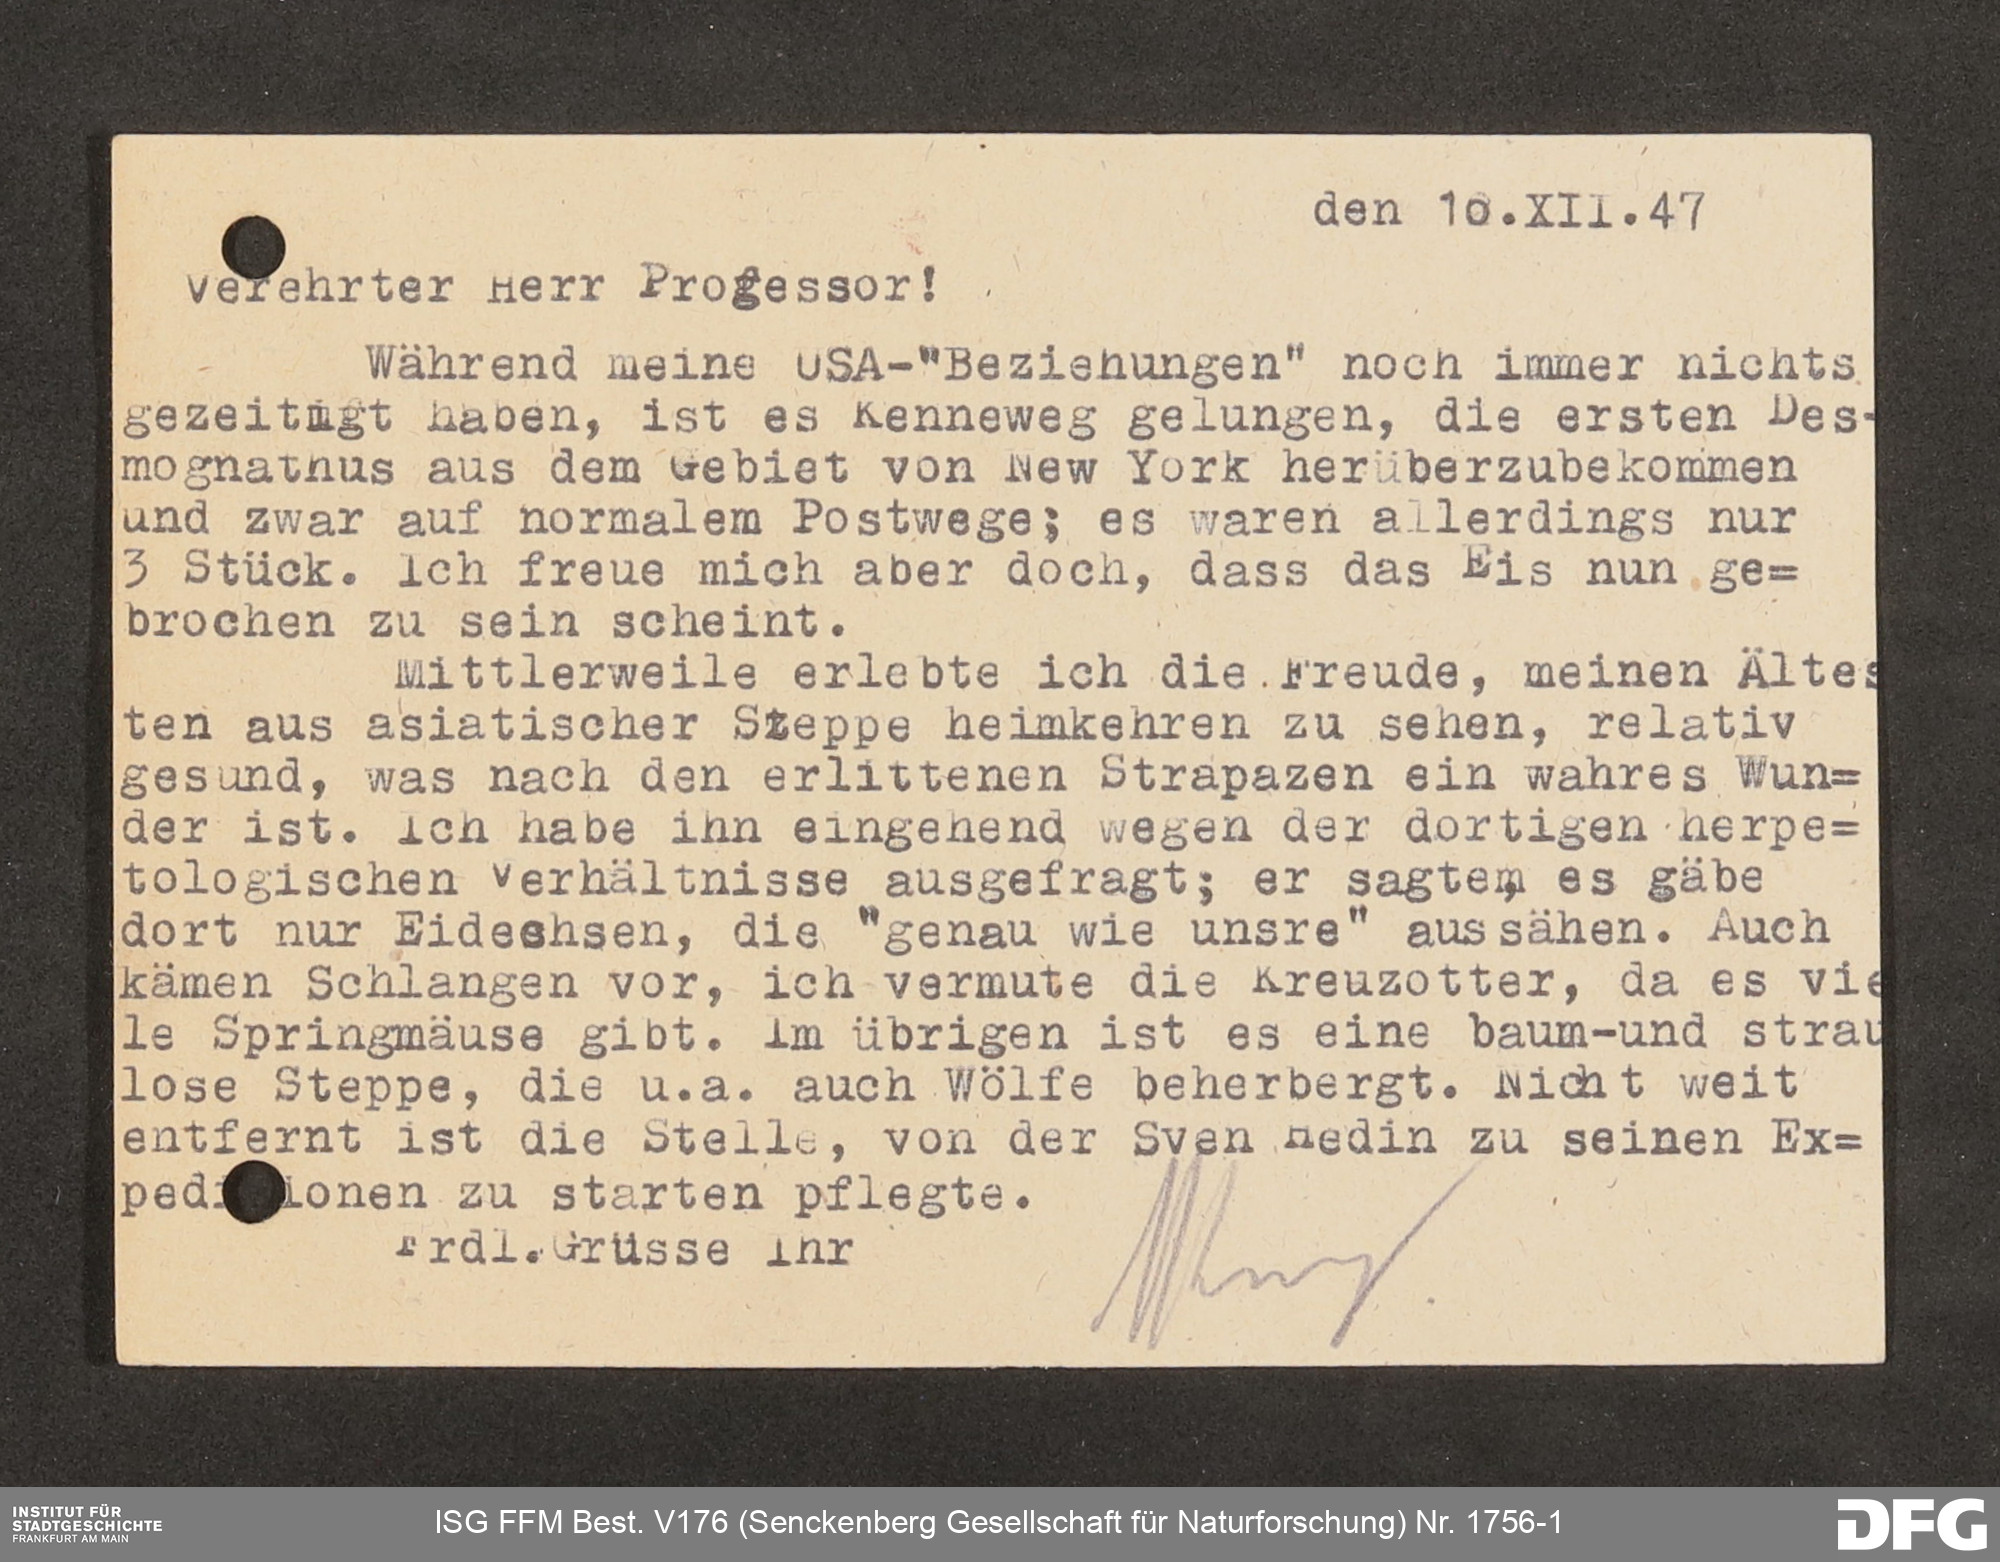 den 10.XII.47
Verehrter Herr Professor!
Während meine USA-"Beziehungen" noch immer nichts
gezeitigt haben, ist es Kenneweg gelungen, die ersten Des-
mognathus aus dem Gebiet von New York herüberzubekommen
und zwar auf normalem Postwege; es waren allerdings nur
3 Stück. Ich freue mich aber doch, dass das Eis nun ge=
brochen zu sein scheint.
Mittlerweile erlebte ich die Freude, meinen Ältes
ten aus asiatischer Steppe heimkehren zu sehen, relativ
gesund, was nach den erlittenen Strapazen ein wahres Wun=
der ist. Ich habe ihn eingehend wegen der dortigen herpe=
tologischen Verhältnisse ausgefragt; er sagte, es gäbe
dort nur Eidechsen, die "genau wie unsre" aussähen. Auch
kämen Schlangen vor, ich vermute die Kreuzotter, da es vie
le Springmäuse gibt. Im übrigen ist es eine baum-und strau
lose Steppe, die u.a. auch Wölfe beherbergt. Nicht weit
entfernt ist die Stelle, von der Sven Hedin zu seinen Ex=
peditionen zu starten pflegte.
Frdl.Grüsse Ihr
INSTITUT FÜR
STADTGESCHICHTE
FRANKFURT AM MAIN
ISG FFM Best. V176 (Senckenberg Gesellschaft für Naturforschung) Nr. 1756-1
DFG